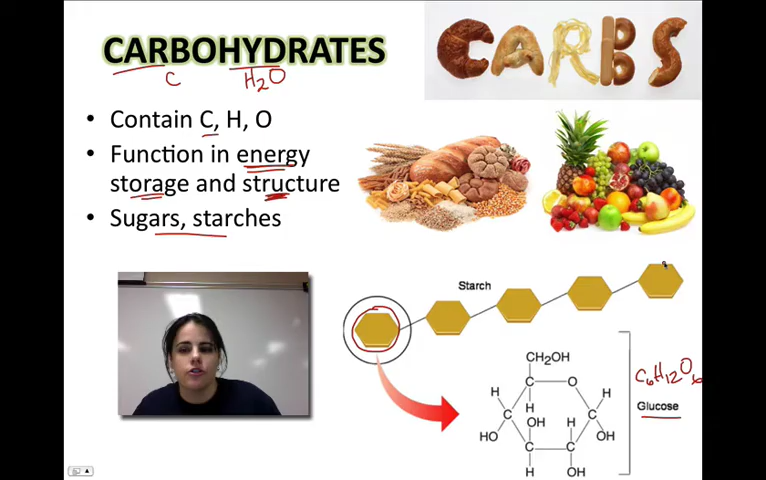 CARBOHYDRATES
CARBS
C H₂O
• Contain C, H, O
• Function in energy
storage and structure
• Sugars, starches
Starch
CH₂OH
O
H
H
H
C
OH
H
C
HO
OH
C
C
H
OH
C₆H₁₂O₆
Glucose